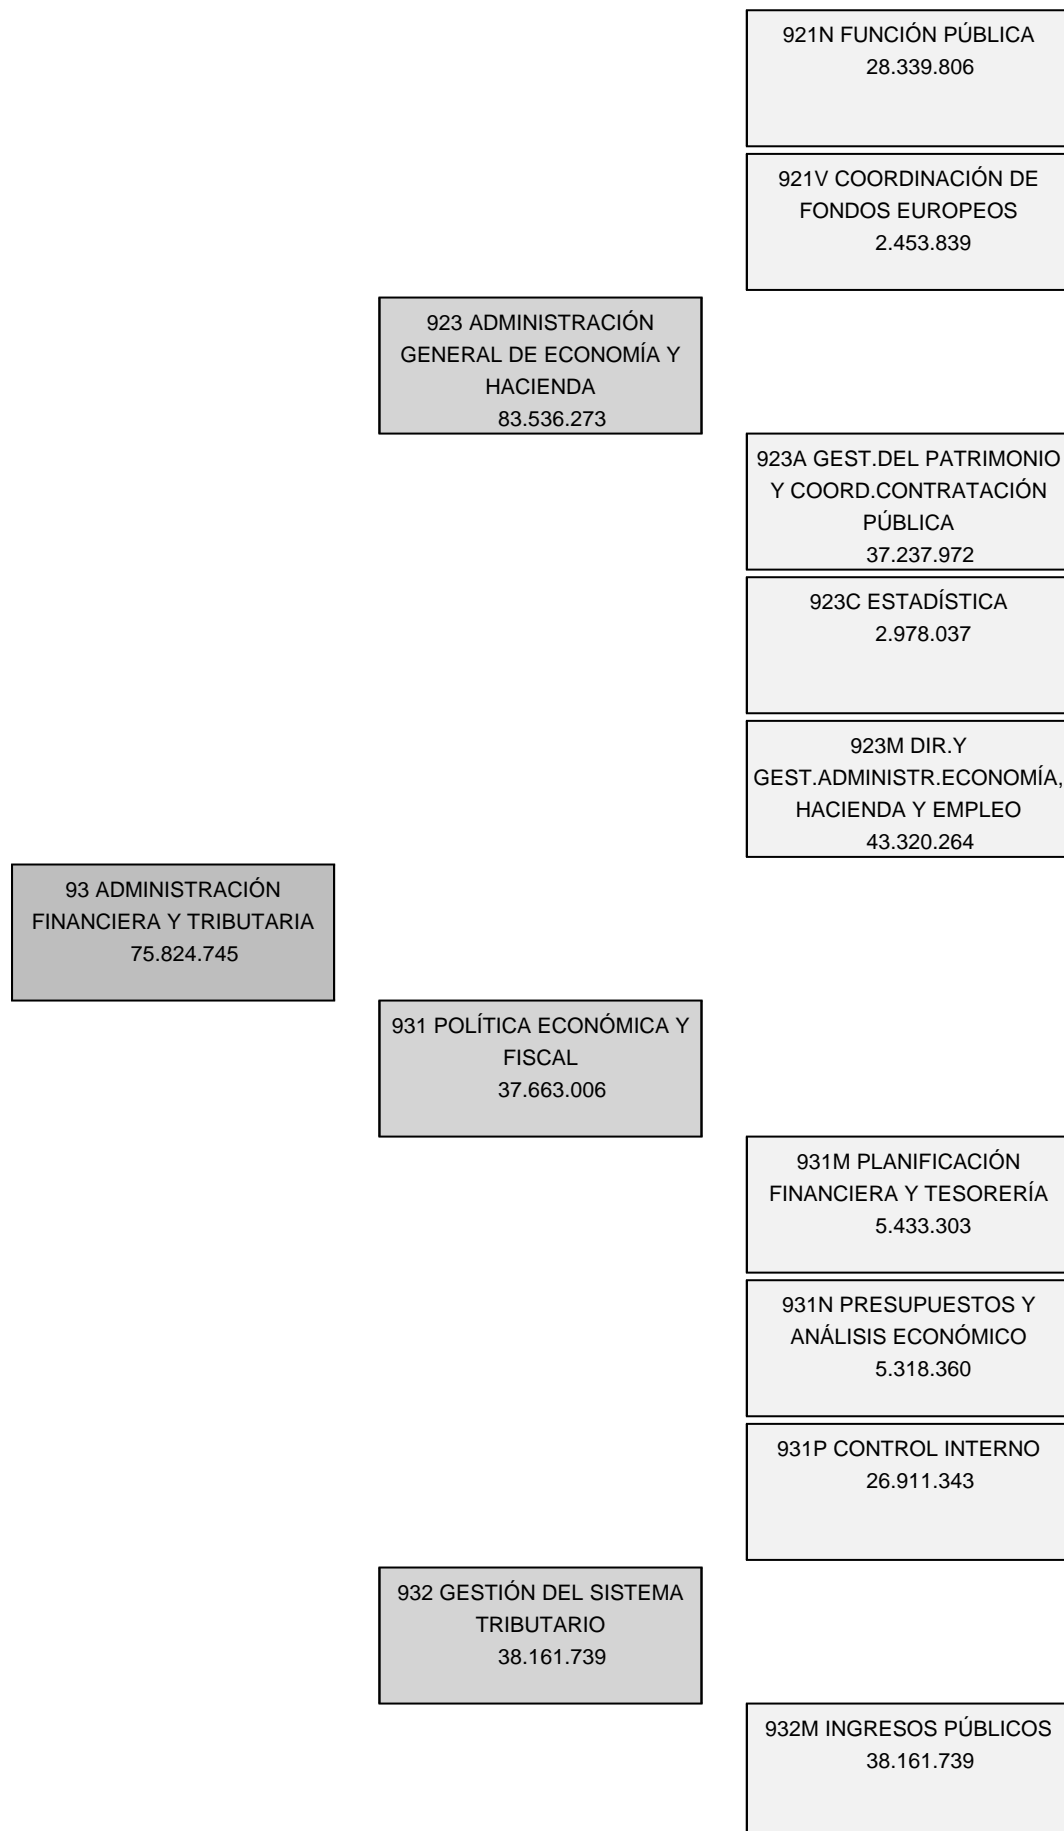 921N FUNCIÓN PÚBLICA
28.339.806
921V COORDINACIÓN DE
FONDOS EUROPEOS
2.453.839
923 ADMINISTRACIÓN
GENERAL DE ECONOMÍA Y
HACIENDA
83.536.273
923A GEST.DEL PATRIMONIO
Y COORD.CONTRATACIÓN
PÚBLICA
37.237.972
923C ESTADÍSTICA
2.978.037
923M DIR.Y
GEST.ADMINISTR.ECONOMÍA,
HACIENDA Y EMPLEO
43.320.264
93 ADMINISTRACIÓN
FINANCIERA Y TRIBUTARIA
75.824.745
931 POLÍTICA ECONÓMICA Y
FISCAL
37.663.006
931M PLANIFICACIÓN
FINANCIERA Y TESORERÍA
5.433.303
931N PRESUPUESTOS Y
ANÁLISIS ECONÓMICO
5.318.360
931P CONTROL INTERNO
26.911.343
932 GESTIÓN DEL SISTEMA
TRIBUTARIO
38.161.739
932M INGRESOS PÚBLICOS
38.161.739